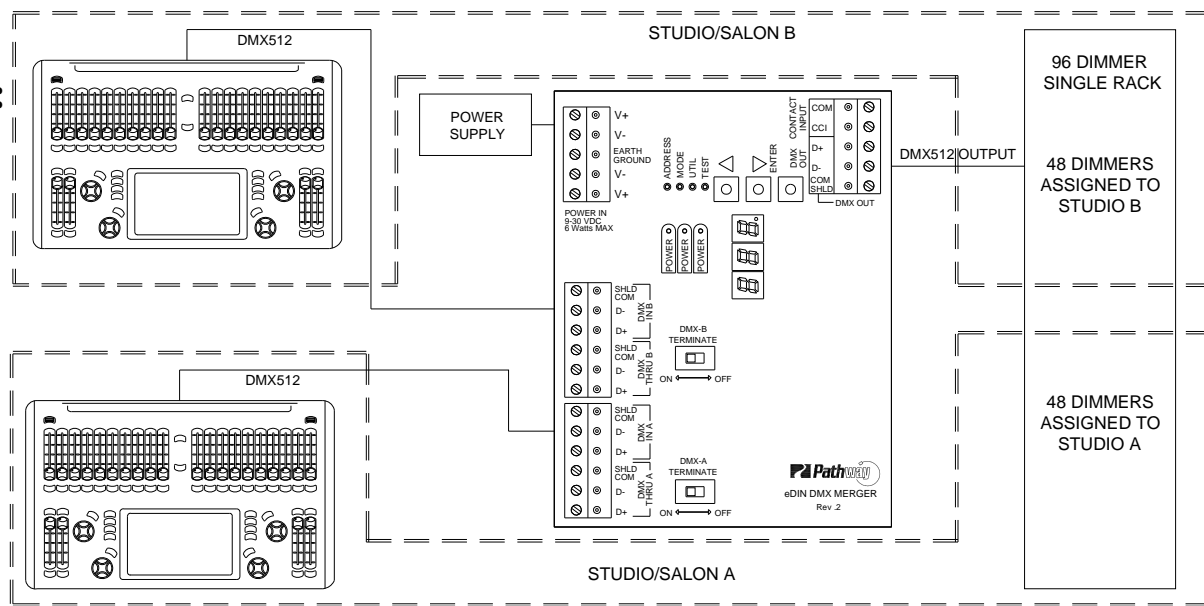 STUDIO/SALON B
DMX512
POWER
SUPPLY
V+
V-
EARTH
GROUND
V-
V+
POWER IN
9-30 VDC
6 Watts MAX
ADDRESS
MODE
UTIL
TEST
ENTER
POWER
POWER
POWER
CONTACT
INPUT
DMX
OUT
COM
CCI
D+
D-
COM
SHLD
DMX OUT
DMX512 OUTPUT
96 DIMMER
SINGLE RACK
48 DIMMERS
ASSIGNED TO
STUDIO B
48 DIMMERS
ASSIGNED TO
STUDIO A
SHLD
COM
D-
D+
DMX
IN B
SHLD
COM
D-
D+
DMX
THRU B
DMX-B
TERMINATE
ON OFF
DMX512
SHLD
COM
D-
D+
DMX
IN A
SHLD
COM
D-
D+
DMX
THRU A
DMX-A
TERMINATE
ON OFF
Pathway
eDIN DMX MERGER
Rev .2
STUDIO/SALON A